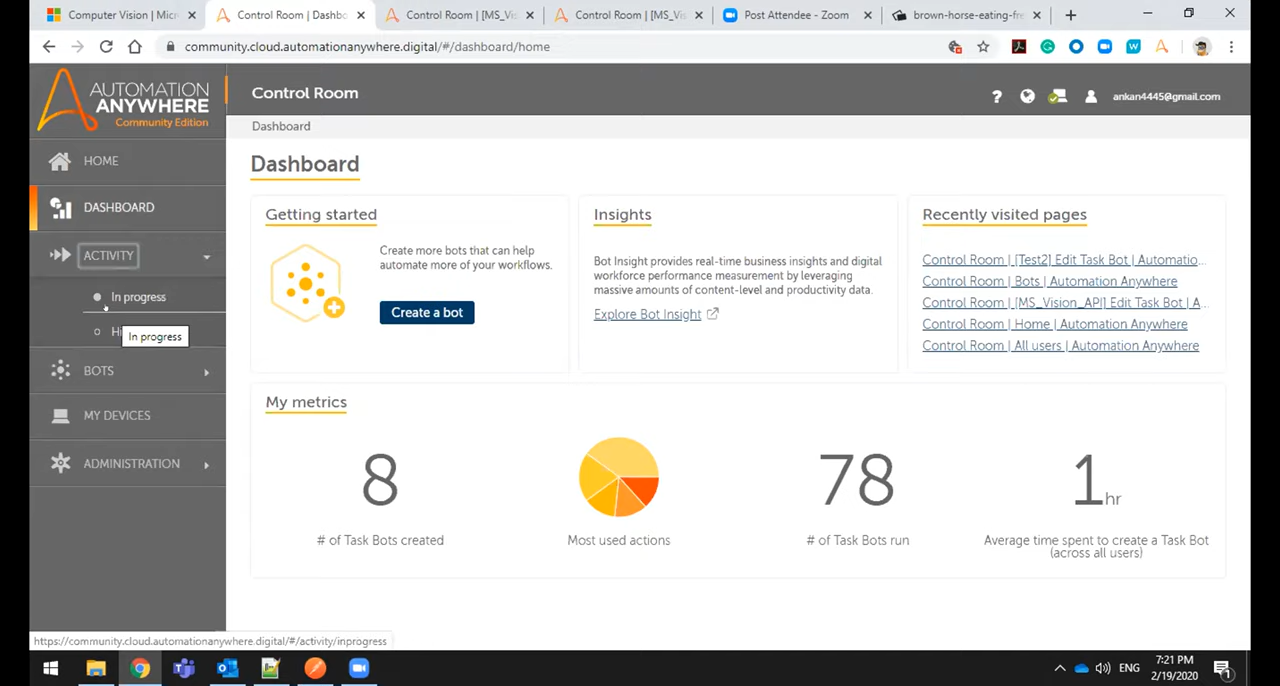 Computer Vision | Micr
Control Room | Dashbo
Control Room | [MS_Vis
Control Room | [MS_Vis
Post Attendee - Zoom
brown-horse-eating-fre
community.cloud.automationanywhere.digital/#/dashboard/home
AUTOMATION
ANYWHERE
Community Edition
Control Room
ankan4445@gmail.com
Dashboard
HOME
DASHBOARD
ACTIVITY
In progress
Hi
In progress
BOTS
MY DEVICES
ADMINISTRATION
Dashboard
Getting started
Create more bots that can help
automate more of your workflows.
Create a bot
Insights
Bot Insight provides real-time business insights and digital
workforce performance measurement by leveraging
massive amounts of content-level and productivity data.
Explore Bot Insight
Recently visited pages
Control Room | [Test2] Edit Task Bot | Automatio...
Control Room | Bots | Automation Anywhere
Control Room | [MS_Vision_API] Edit Task Bot | A...
Control Room | Home | Automation Anywhere
Control Room | All users | Automation Anywhere
My metrics
8
# of Task Bots created
Most used actions
78
# of Task Bots run
1hr
Average time spent to create a Task Bot
(across all users)
https://community.cloud.automationanywhere.digital/#/activity/inprogress
ENG
7:21 PM
2/19/2020
1